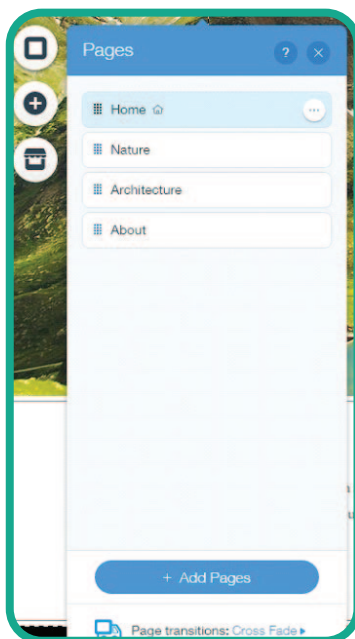 Pages ? ×
Home ...
Nature
Architecture
About
+ Add Pages
Page transitions: Cross Fade